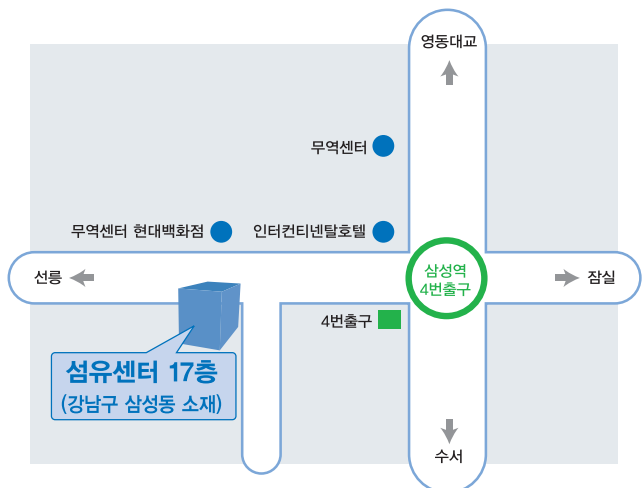 영동대교
무역센터
무역센터 현대백화점
인터컨티넨탈호텔
선릉
삼성역
4번출구
잠실
4번출구
섬유센터 17층
(강남구 삼성동 소재)
수서